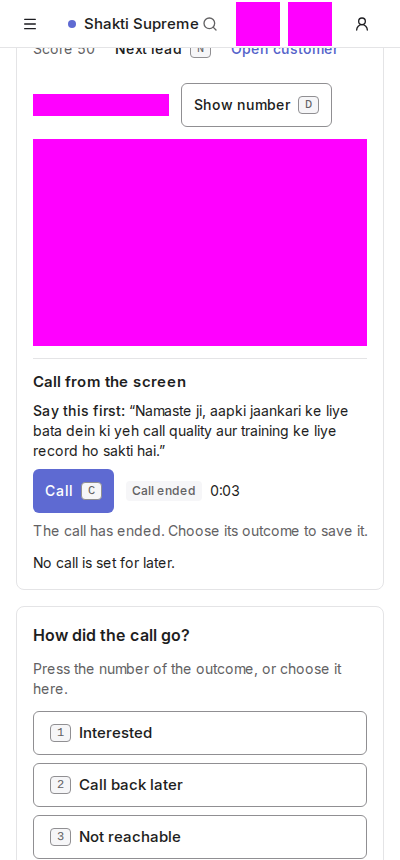 Shakti Supreme
Score 50 Next lead N Open customer
Show number D
Call from the screen
Say this first: “Namaste ji, aapki jaankari ke liye
bata dein ki yeh call quality aur training ke liye
record ho sakti hai.”
Call C Call ended 0:03
The call has ended. Choose its outcome to save it.
No call is set for later.
How did the call go?
Press the number of the outcome, or choose it
here.
1 Interested
2 Call back later
3 Not reachable